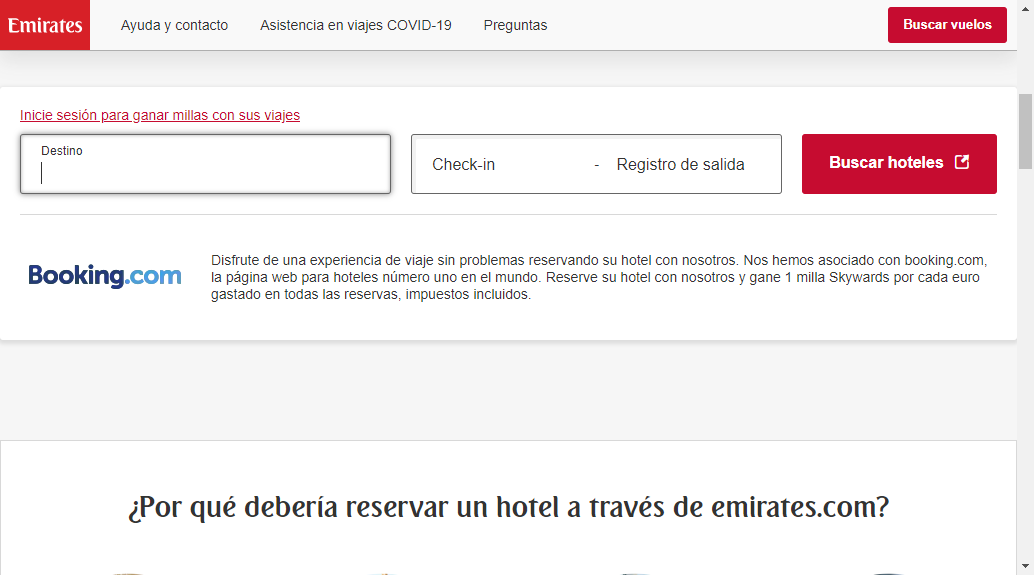 Emirates
Ayuda y contacto
Asistencia en viajes COVID-19
Preguntas
Buscar vuelos
Inicie sesión para ganar millas con sus viajes
Destino
Check-in - Registro de salida
Buscar hoteles
Booking.com
Disfrute de una experiencia de viaje sin problemas reservando su hotel con nosotros. Nos hemos asociado con booking.com,
la página web para hoteles número uno en el mundo. Reserve su hotel con nosotros y gane 1 milla Skywards por cada euro
gastado en todas las reservas, impuestos incluidos.
¿Por qué debería reservar un hotel a través de emirates.com?